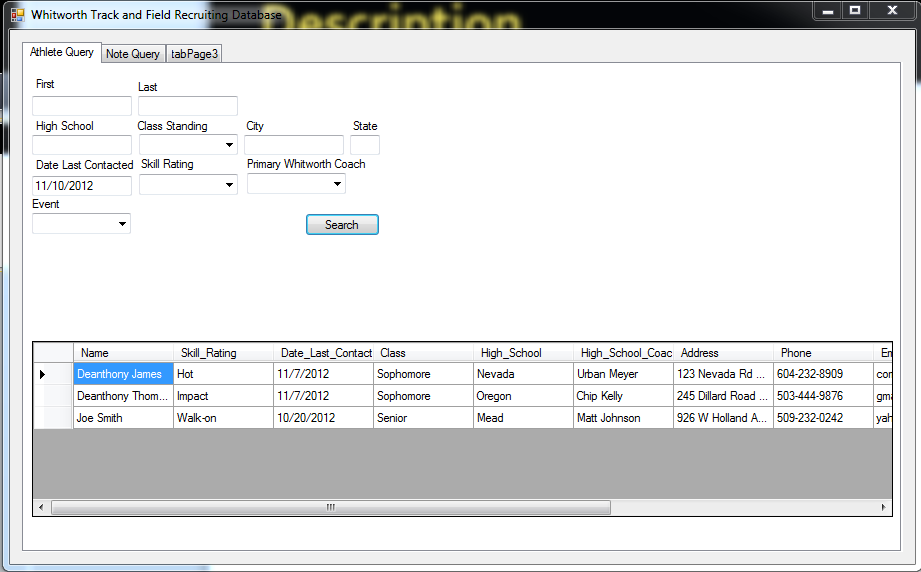 Description
Whitworth Track and Field Recruiting Database
Athlete Query Note Query tabPage3
First Last
High School Class Standing City State
Date Last Contacted Skill Rating Primary Whitworth Coach
11/10/2012
Event
Search
Name Skill_Rating Date_Last_Contact Class High_School High_School_Coac Address Phone En
Deanthony James Hot 11/7/2012 Sophomore Nevada Urban Meyer 123 Nevada Rd ... 604-232-8909 con
Deanthony Thom... Impact 11/7/2012 Sophomore Oregon Chip Kelly 245 Dillard Road ... 503-444-9876 gma
Joe Smith Walk-on 10/20/2012 Senior Mead Matt Johnson 926 W Holland A... 509-232-0242 yah